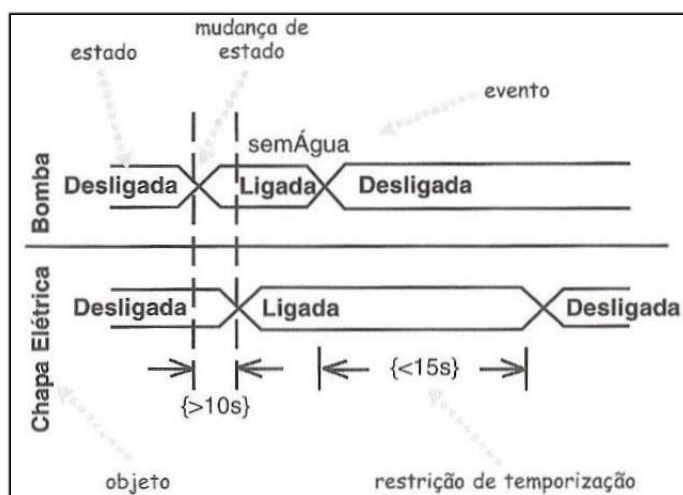 mudança de
estado
estado
evento
semÁgua
Bomba
Desligada
Ligada
Desligada
Chapa Elétrica
Desligada
Ligada
Desligada
{>10s}
{<15s}
objeto
restrição de temporização